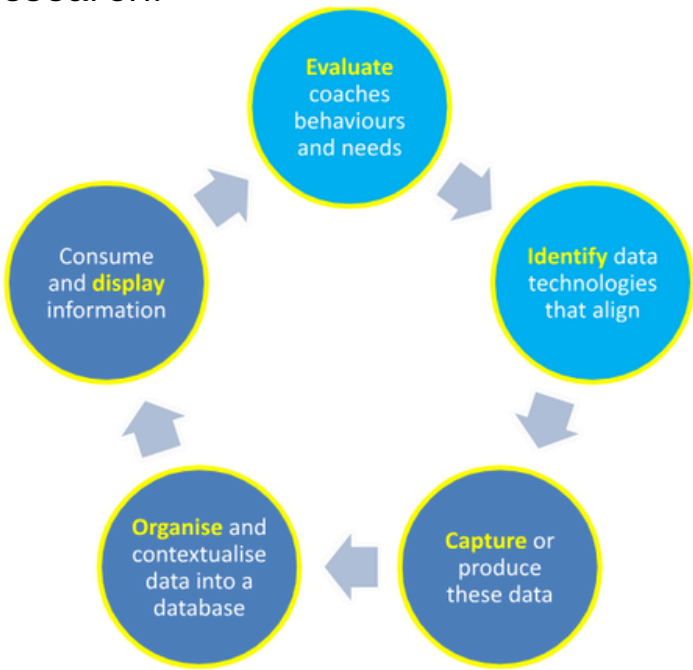 Evaluate
coaches
behaviours
and needs
Identify data
technologies
that align
Capture or
produce
these data
Organise and
contextualise
data into a
database
Consume
and display
information